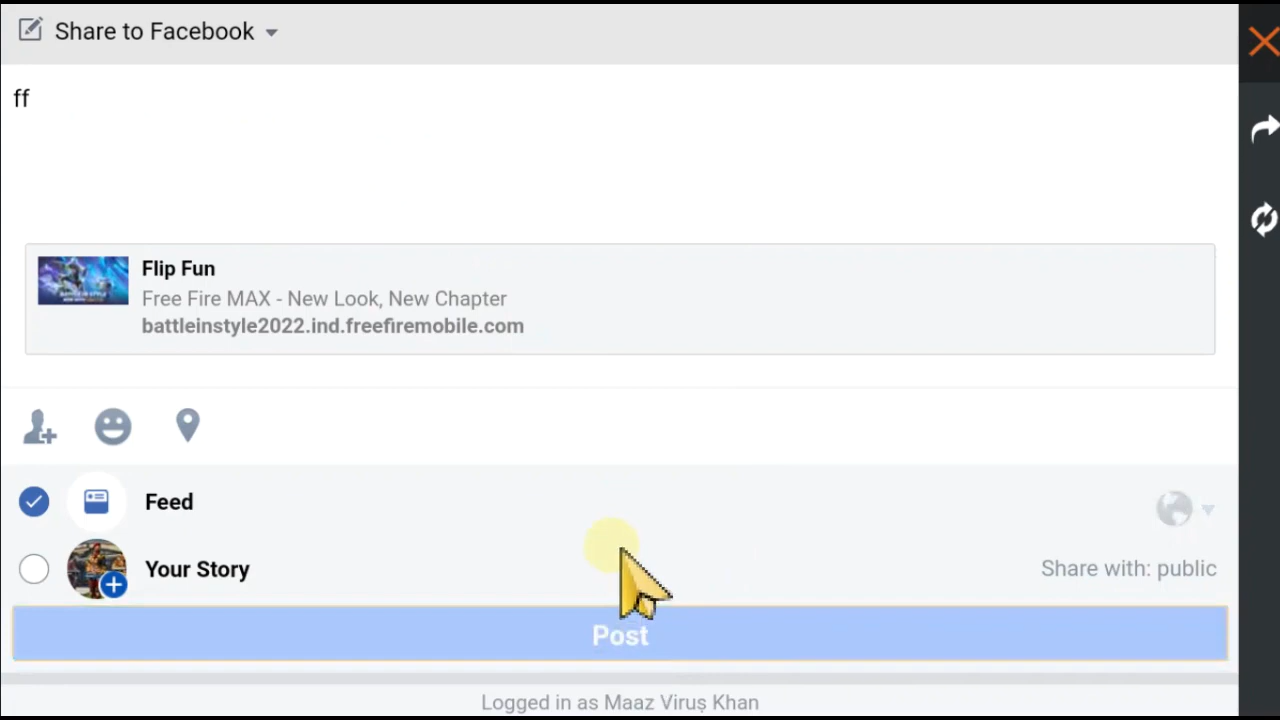 Share to Facebook
ff
Flip Fun
Free Fire MAX - New Look, New Chapter
battleinstyle2022.ind.freefiremobile.com
Feed
Your Story
Share with: public
Post
Logged in as Maaz Viruș Khan